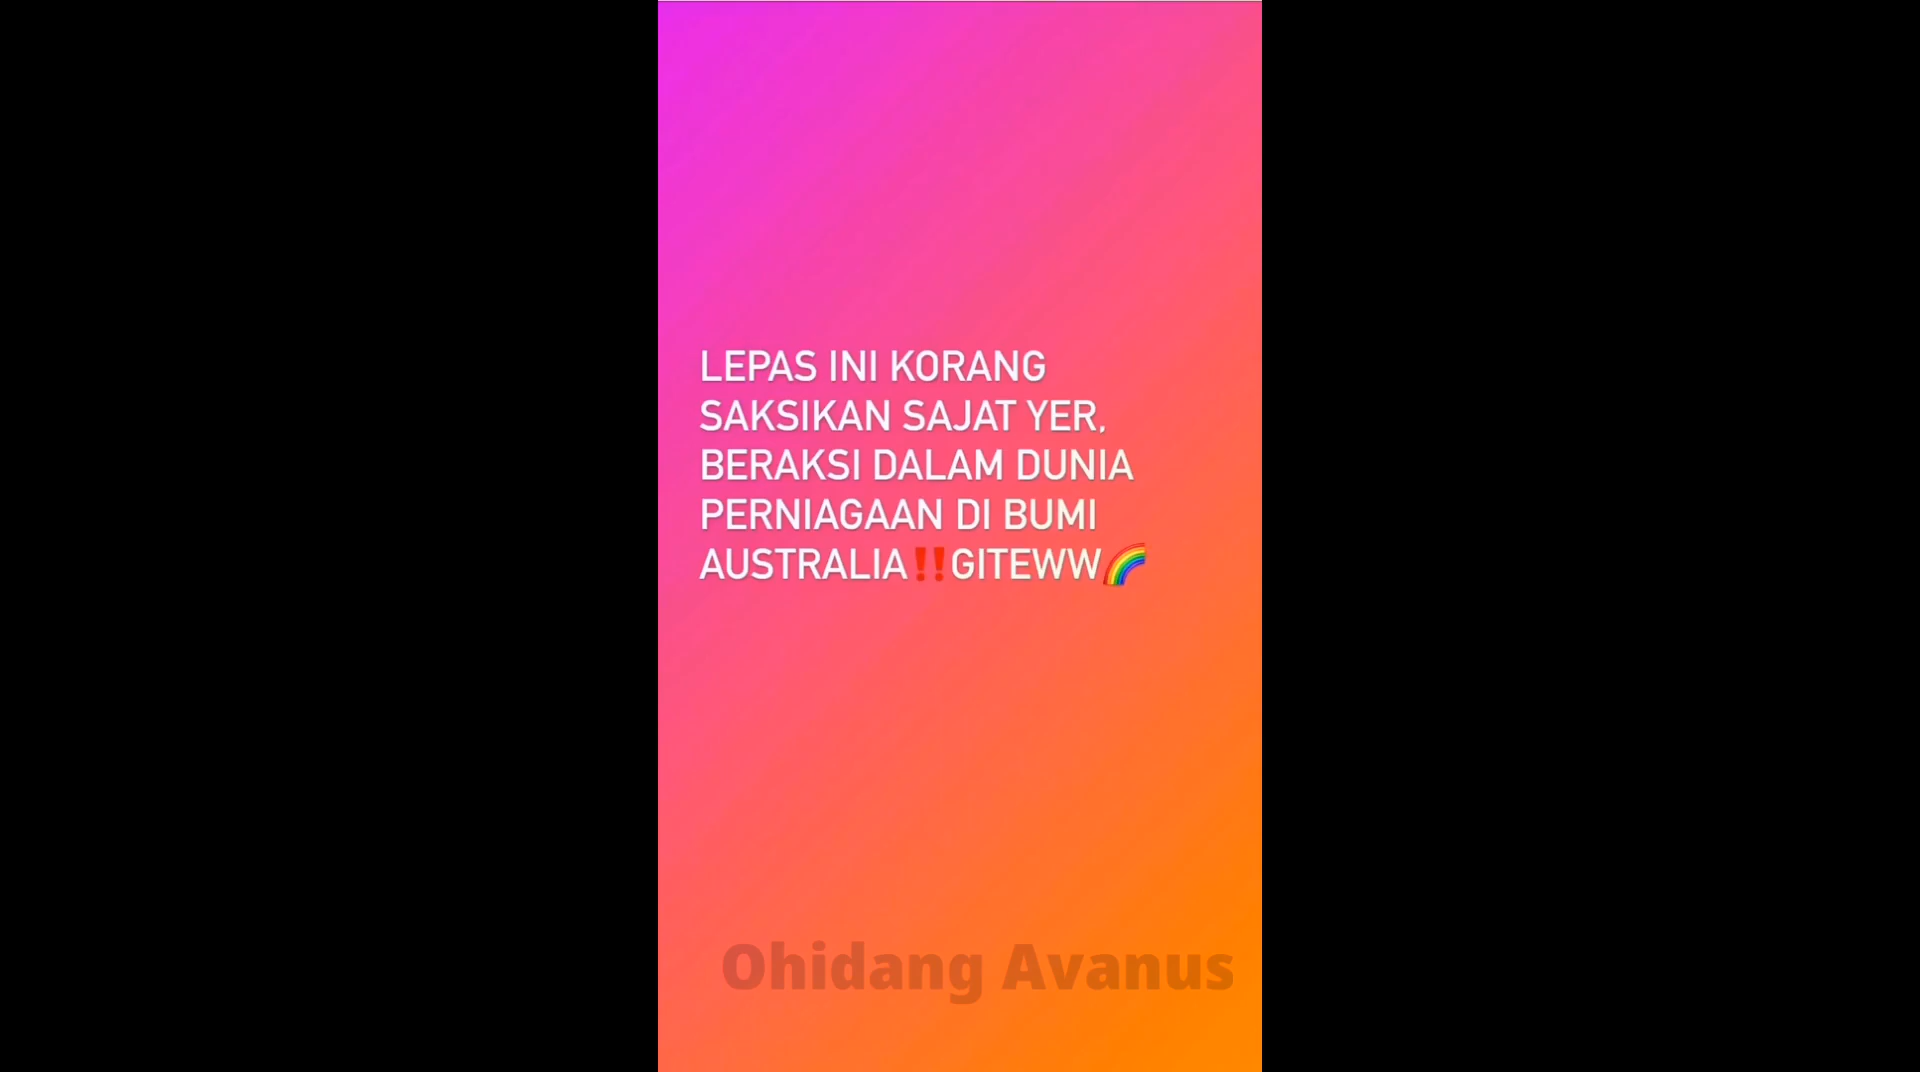 LEPAS INI KORANG
SAKSIKAN SAJAT YER,
BERAKSI DALAM DUNIA
PERNIAGAAN DI BUMI
AUSTRALIA‼️GITEWW🌈
Ohidang Avanus